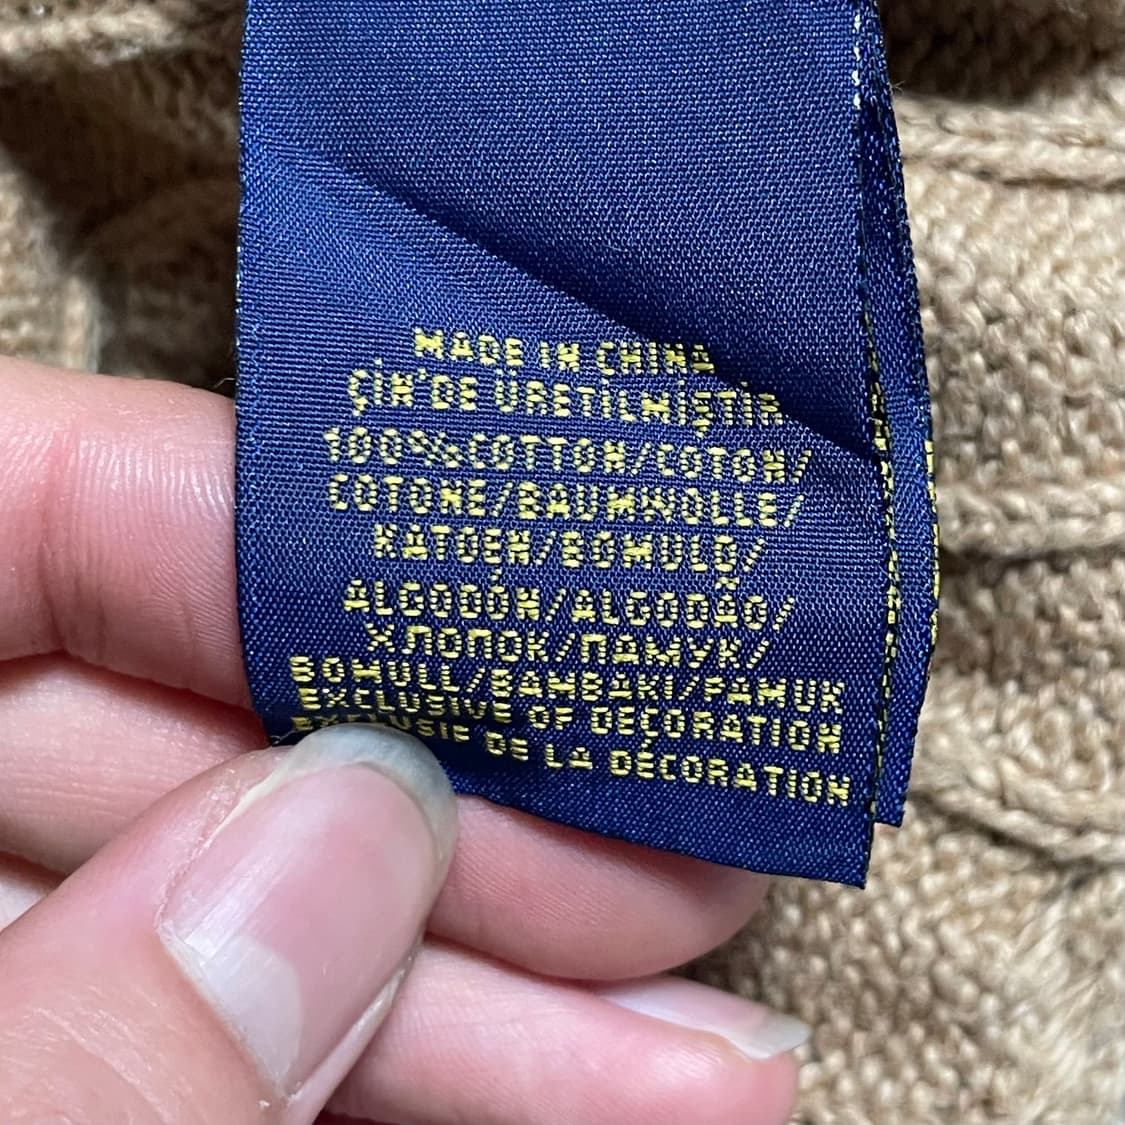 MADE IN CHINA
ÇİN'DE ÜRETİLMİŞTİR
100%COTTON/COTON/
COTONE/BAUMWOLLE/
KATOEN/BOMULD/
ALGODÓN/ALGODÃO/
ХЛОПОК/ПАМУК/
BOMULL/BAMBAKI/PAMUK
EXCLUSIVE OF DECORATION
DE LA DÉCORATION